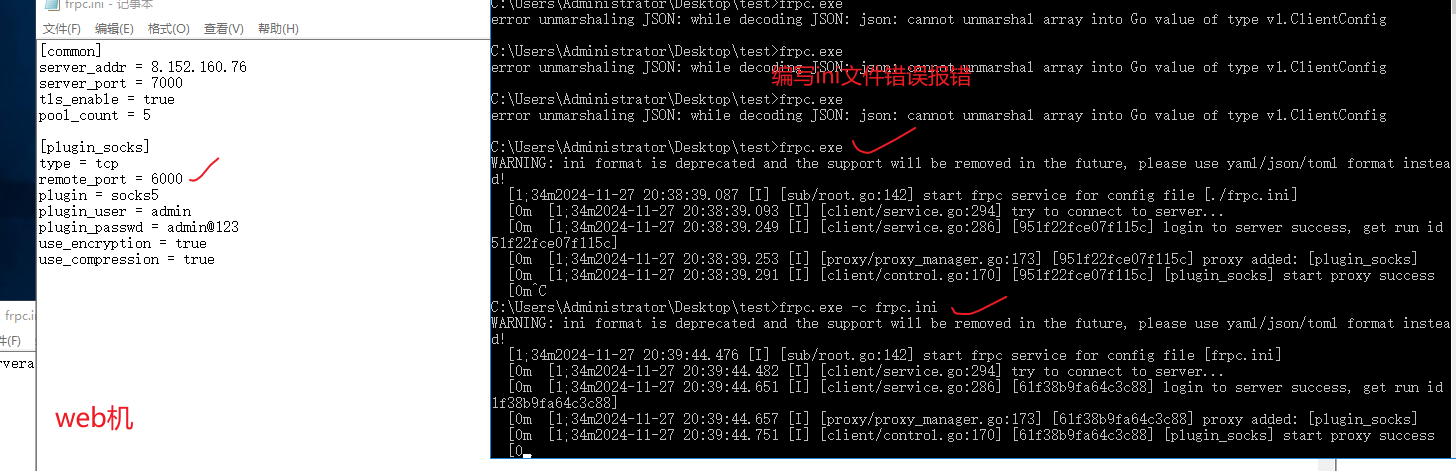 frpc.ini - 记事本
文件(F) 编辑(E) 格式(O) 查看(V) 帮助(H)
[common]
server_addr = 8.152.160.76
server_port = 7000
tls_enable = true
pool_count = 5
[plugin_socks]
type = tcp
remote_port = 6000
plugin = socks5
plugin_user = admin
plugin_passwd = admin@123
use_encryption = true
use_compression = true
frpc.in
件(F)
rvera
web机
C:\Users\Administrator\Desktop\test>frpc.exe
error unmarshaling JSON: while decoding JSON: json: cannot unmarshal array into Go value of type v1.ClientConfig
C:\Users\Administrator\Desktop\test>frpc.exe
error unmarshaling JSON: while decoding JSON: json: cannot unmarshal array into Go value of type v1.ClientConfig
编写ini文件错误报错
C:\Users\Administrator\Desktop\test>frpc.exe
error unmarshaling JSON: while decoding JSON: json: cannot unmarshal array into Go value of type v1.ClientConfig
C:\Users\Administrator\Desktop\test>frpc.exe
WARNING: ini format is deprecated and the support will be removed in the future, please use yaml/json/toml format instea
d!
[1;34m2024-11-27 20:38:39.087 [I] [sub/root.go:142] start frpc service for config file [./frpc.ini]
[0m [1;34m2024-11-27 20:38:39.093 [I] [client/service.go:294] try to connect to server...
[0m [1;34m2024-11-27 20:38:39.249 [I] [client/service.go:286] [951f22fce07f115c] login to server success, get run id
51f22fce07f115c]
[0m [1;34m2024-11-27 20:38:39.253 [I] [proxy/proxy_manager.go:173] [951f22fce07f115c] proxy added: [plugin_socks]
[0m [1;34m2024-11-27 20:38:39.291 [I] [client/control.go:170] [951f22fce07f115c] [plugin_socks] start proxy success
[0m^C
C:\Users\Administrator\Desktop\test>frpc.exe -c frpc.ini
WARNING: ini format is deprecated and the support will be removed in the future, please use yaml/json/toml format instea
d!
[1;34m2024-11-27 20:39:44.476 [I] [sub/root.go:142] start frpc service for config file [frpc.ini]
[0m [1;34m2024-11-27 20:39:44.482 [I] [client/service.go:294] try to connect to server...
[0m [1;34m2024-11-27 20:39:44.651 [I] [client/service.go:286] [61f38b9fa64c3c88] login to server success, get run id
1f38b9fa64c3c88]
[0m [1;34m2024-11-27 20:39:44.657 [I] [proxy/proxy_manager.go:173] [61f38b9fa64c3c88] proxy added: [plugin_socks]
[0m [1;34m2024-11-27 20:39:44.751 [I] [client/control.go:170] [61f38b9fa64c3c88] [plugin_socks] start proxy success
[0